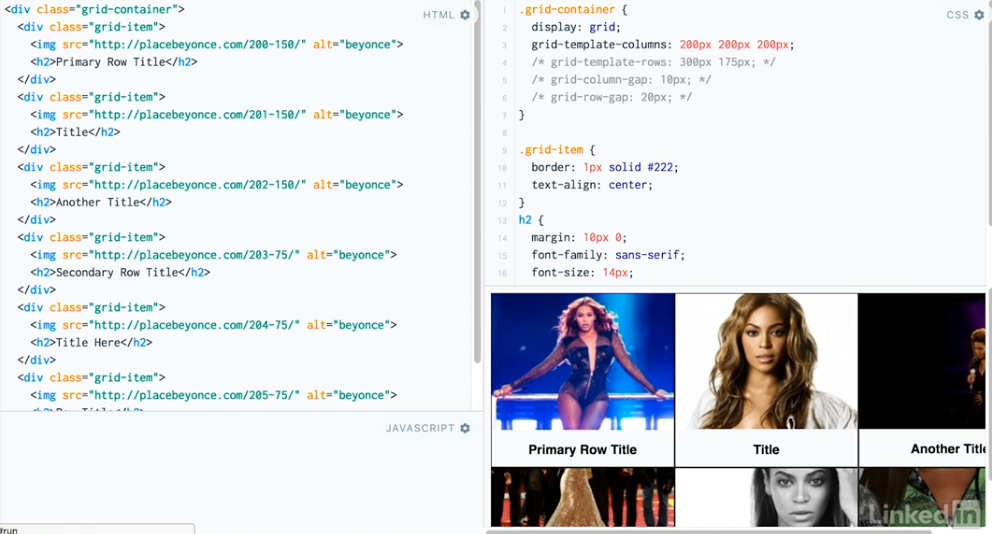 <div class="grid-container">
<div class="grid-item">
<img src="http://placebeyonce.com/200-150/" alt="beyonce">
<h2>Primary Row Title</h2>
</div>
<div class="grid-item">
<img src="http://placebeyonce.com/201-150/" alt="beyonce">
<h2>Title</h2>
</div>
<div class="grid-item">
<img src="http://placebeyonce.com/202-150/" alt="beyonce">
<h2>Another Title</h2>
</div>
<div class="grid-item">
<img src="http://placebeyonce.com/203-75/" alt="beyonce">
<h2>Secondary Row Title</h2>
</div>
<div class="grid-item">
<img src="http://placebeyonce.com/204-75/" alt="beyonce">
<h2>Title Here</h2>
</div>
<div class="grid-item">
<img src="http://placebeyonce.com/205-75/" alt="beyonce">
HTML
JAVASCRIPT
#run
CSS
1 .grid-container {
2 display: grid;
3 grid-template-columns: 200px 200px 200px;
4 /* grid-template-rows: 300px 175px; */
5 /* grid-column-gap: 10px; */
6 /* grid-row-gap: 20px; */
7 }
8
9 .grid-item {
10 border: 1px solid #222;
11 text-align: center;
12 }
13 h2 {
14 margin: 10px 0;
15 font-family: sans-serif;
16 font-size: 14px;
Primary Row Title
Title
Another Title
LinkedIn